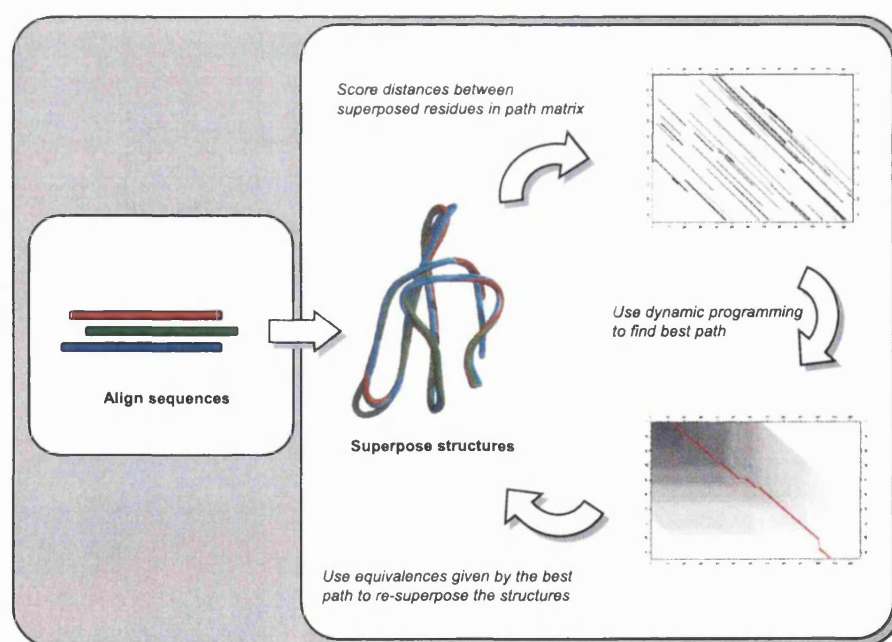 Score distances between
superposed residues in path matrix
Use dynamic programming
to find best path
Align sequences
Superpose structures
Use equivalences given by the best
path to re-superpose the structures